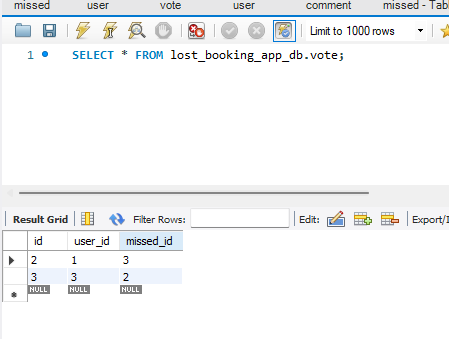 missed user vote user comment missed - Tabl
Limit to 1000 rows
1 SELECT * FROM lost_booking_app_db.vote;
Result Grid Filter Rows: Edit: Export/I
id user_id missed_id
2 1 3
3 3 2
NULL NULL NULL